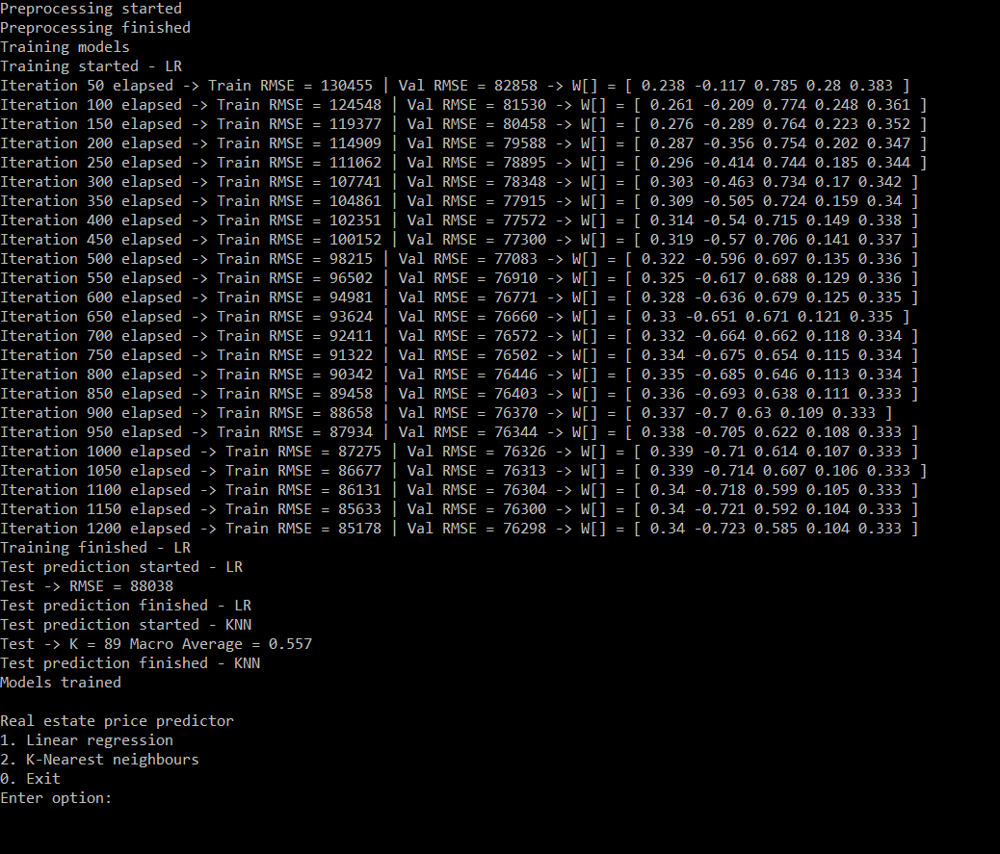 Preprocessing started
Preprocessing finished
Training models
Training started - LR
Iteration 50 elapsed -> Train RMSE = 130455 | Val RMSE = 82858 -> W[] = [ 0.238 -0.117 0.785 0.28 0.383 ]
Iteration 100 elapsed -> Train RMSE = 124548 | Val RMSE = 81530 -> W[] = [ 0.261 -0.209 0.774 0.248 0.361 ]
Iteration 150 elapsed -> Train RMSE = 119377 | Val RMSE = 80458 -> W[] = [ 0.276 -0.289 0.764 0.223 0.352 ]
Iteration 200 elapsed -> Train RMSE = 114909 | Val RMSE = 79588 -> W[] = [ 0.287 -0.356 0.754 0.202 0.347 ]
Iteration 250 elapsed -> Train RMSE = 111062 | Val RMSE = 78895 -> W[] = [ 0.296 -0.414 0.744 0.185 0.344 ]
Iteration 300 elapsed -> Train RMSE = 107741 | Val RMSE = 78348 -> W[] = [ 0.303 -0.463 0.734 0.17 0.342 ]
Iteration 350 elapsed -> Train RMSE = 104861 | Val RMSE = 77915 -> W[] = [ 0.309 -0.505 0.724 0.159 0.34 ]
Iteration 400 elapsed -> Train RMSE = 102351 | Val RMSE = 77572 -> W[] = [ 0.314 -0.54 0.715 0.149 0.338 ]
Iteration 450 elapsed -> Train RMSE = 100152 | Val RMSE = 77300 -> W[] = [ 0.319 -0.57 0.706 0.141 0.337 ]
Iteration 500 elapsed -> Train RMSE = 98215 | Val RMSE = 77083 -> W[] = [ 0.322 -0.596 0.697 0.135 0.336 ]
Iteration 550 elapsed -> Train RMSE = 96502 | Val RMSE = 76910 -> W[] = [ 0.325 -0.617 0.688 0.129 0.336 ]
Iteration 600 elapsed -> Train RMSE = 94981 | Val RMSE = 76771 -> W[] = [ 0.328 -0.636 0.679 0.125 0.335 ]
Iteration 650 elapsed -> Train RMSE = 93624 | Val RMSE = 76660 -> W[] = [ 0.33 -0.651 0.671 0.121 0.335 ]
Iteration 700 elapsed -> Train RMSE = 92411 | Val RMSE = 76572 -> W[] = [ 0.332 -0.664 0.662 0.118 0.334 ]
Iteration 750 elapsed -> Train RMSE = 91322 | Val RMSE = 76502 -> W[] = [ 0.334 -0.675 0.654 0.115 0.334 ]
Iteration 800 elapsed -> Train RMSE = 90342 | Val RMSE = 76446 -> W[] = [ 0.335 -0.685 0.646 0.113 0.334 ]
Iteration 850 elapsed -> Train RMSE = 89458 | Val RMSE = 76403 -> W[] = [ 0.336 -0.693 0.638 0.111 0.333 ]
Iteration 900 elapsed -> Train RMSE = 88658 | Val RMSE = 76370 -> W[] = [ 0.337 -0.7 0.63 0.109 0.333 ]
Iteration 950 elapsed -> Train RMSE = 87934 | Val RMSE = 76344 -> W[] = [ 0.338 -0.705 0.622 0.108 0.333 ]
Iteration 1000 elapsed -> Train RMSE = 87275 | Val RMSE = 76326 -> W[] = [ 0.339 -0.71 0.614 0.107 0.333 ]
Iteration 1050 elapsed -> Train RMSE = 86677 | Val RMSE = 76313 -> W[] = [ 0.339 -0.714 0.607 0.106 0.333 ]
Iteration 1100 elapsed -> Train RMSE = 86131 | Val RMSE = 76304 -> W[] = [ 0.34 -0.718 0.599 0.105 0.333 ]
Iteration 1150 elapsed -> Train RMSE = 85633 | Val RMSE = 76300 -> W[] = [ 0.34 -0.721 0.592 0.104 0.333 ]
Iteration 1200 elapsed -> Train RMSE = 85178 | Val RMSE = 76298 -> W[] = [ 0.34 -0.723 0.585 0.104 0.333 ]
Training finished - LR
Test prediction started - LR
Test -> RMSE = 88038
Test prediction finished - LR
Test prediction started - KNN
Test -> K = 89 Macro Average = 0.557
Test prediction finished - KNN
Models trained
Real estate price predictor
1. Linear regression
2. K-Nearest neighbours
0. Exit
Enter option: